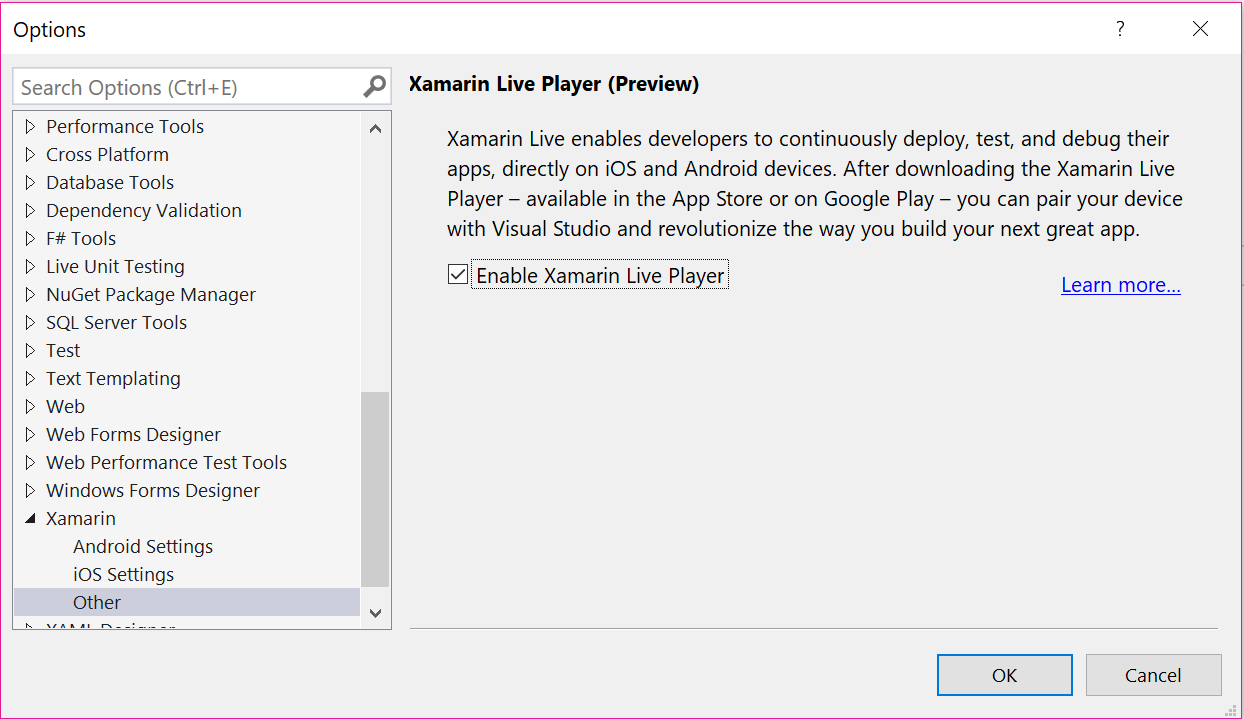 Options
?
Search Options (Ctrl+E)
Performance Tools
Cross Platform
Database Tools
Dependency Validation
F# Tools
Live Unit Testing
NuGet Package Manager
SQL Server Tools
Test
Text Templating
Web
Web Forms Designer
Web Performance Test Tools
Windows Forms Designer
Xamarin
Android Settings
iOS Settings
Other
XAML Designer
Xamarin Live Player (Preview)
Xamarin Live enables developers to continuously deploy, test, and debug their
apps, directly on iOS and Android devices. After downloading the Xamarin Live
Player – available in the App Store or on Google Play – you can pair your device
with Visual Studio and revolutionize the way you build your next great app.
Enable Xamarin Live Player
Learn more...
OK
Cancel